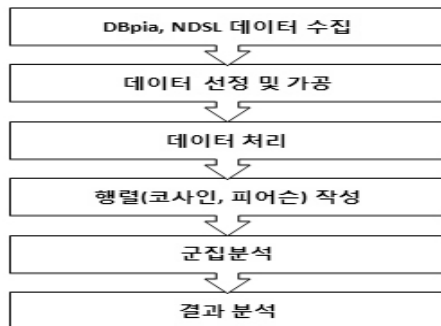 DBpia, NDSL 데이터 수집
데이터 선정 및 가공
데이터 처리
행렬(코사인, 피어슨) 작성
군집분석
결과 분석